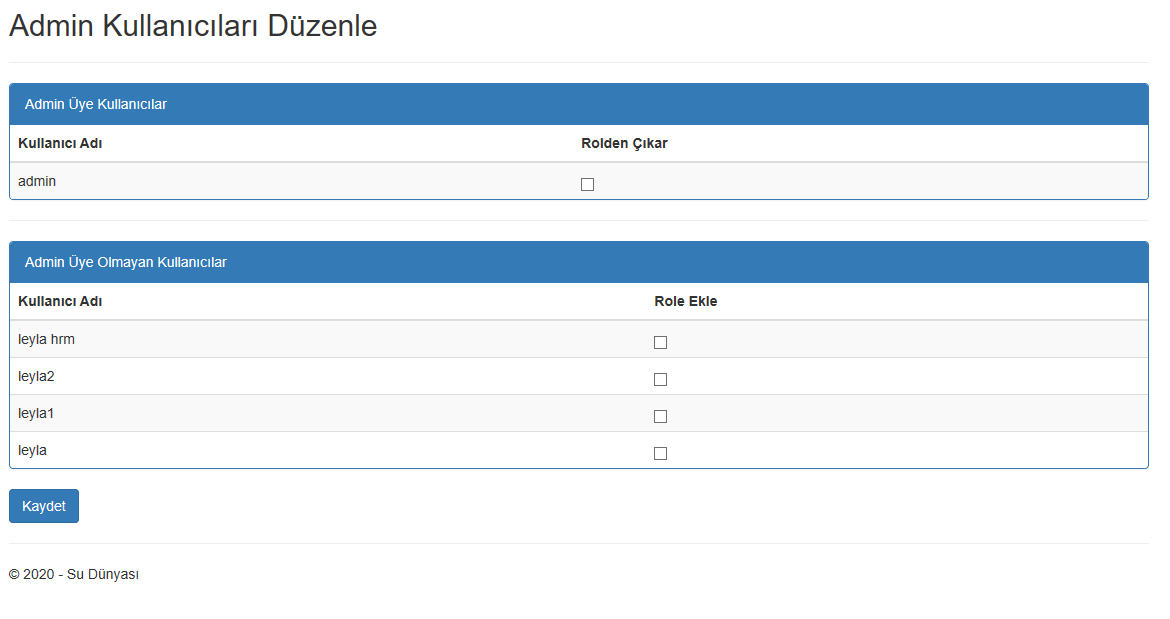 Admin Kullanıcıları Düzenle
Admin Üye Kullanıcılar
Kullanıcı Adı Rolden Çıkar
admin
Admin Üye Olmayan Kullanıcılar
Kullanıcı Adı Role Ekle
leyla hrm
leyla2
leyla1
leyla
Kaydet
© 2020 - Su Dünyası